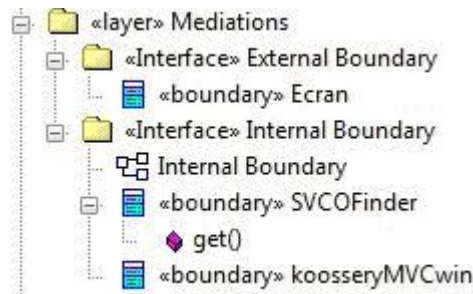 «layer» Mediations
«Interface» External Boundary
«boundary» Ecran
«Interface» Internal Boundary
Internal Boundary
«boundary» SVCOFinder
get()
«boundary» koosseryMVCwin